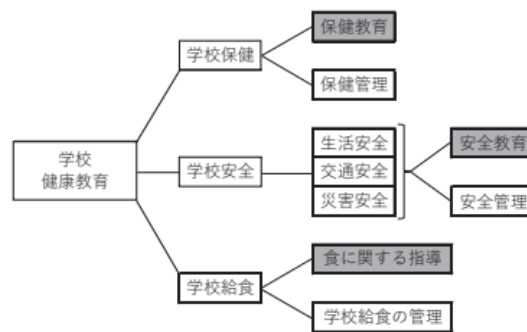 保健教育
学校保健
保健管理
学校
健康教育
学校安全
生活安全
交通安全
災害安全
安全教育
安全管理
食に関する指導
学校給食
学校給食の管理